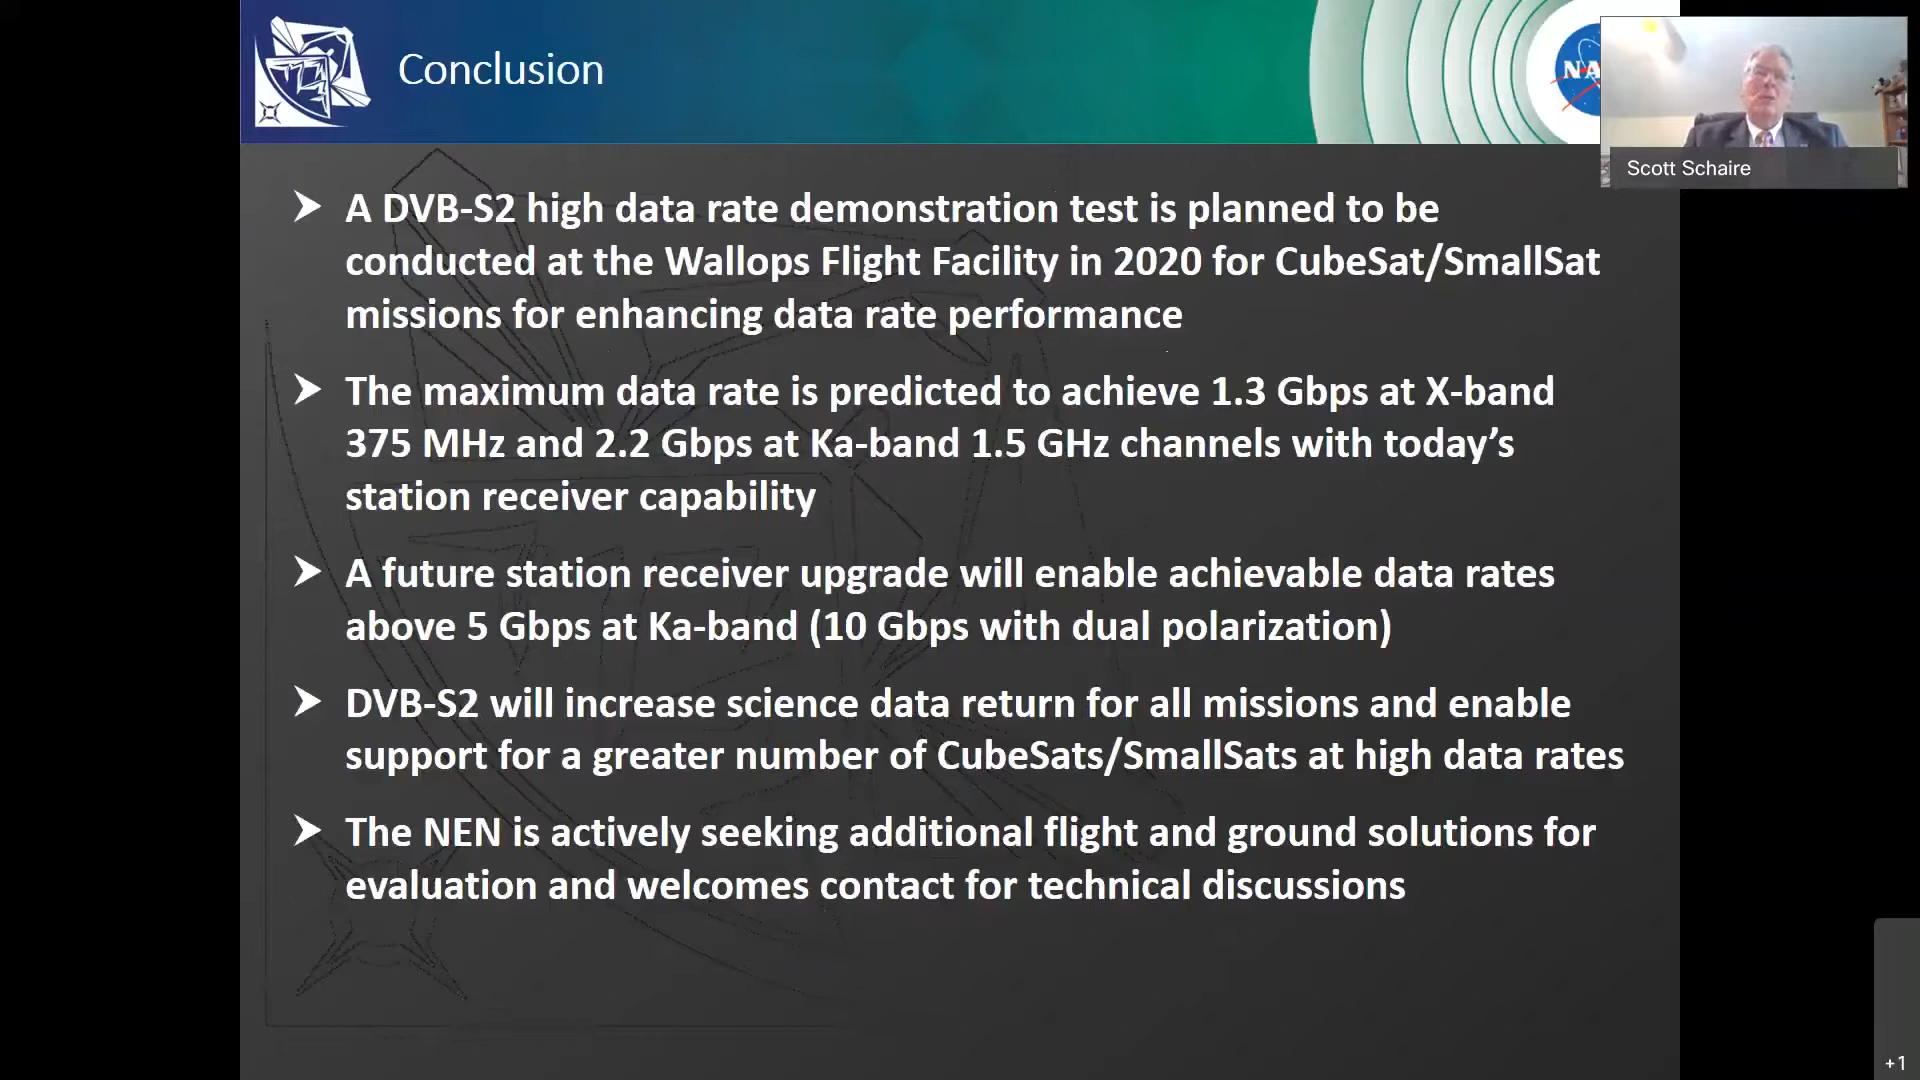 Conclusion
NA
Scott Schaire
A DVB-S2 high data rate demonstration test is planned to be
conducted at the Wallops Flight Facility in 2020 for CubeSat/SmallSat
missions for enhancing data rate performance
The maximum data rate is predicted to achieve 1.3 Gbps at X-band
375 MHz and 2.2 Gbps at Ka-band 1.5 GHz channels with today’s
station receiver capability
A future station receiver upgrade will enable achievable data rates
above 5 Gbps at Ka-band (10 Gbps with dual polarization)
DVB-S2 will increase science data return for all missions and enable
support for a greater number of CubeSats/SmallSats at high data rates
The NEN is actively seeking additional flight and ground solutions for
evaluation and welcomes contact for technical discussions
+1